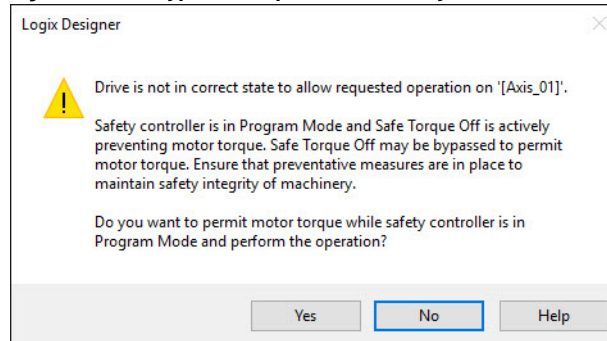 Logix Designer
Drive is not in correct state to allow requested operation on '[Axis_01]'.
Safety controller is in Program Mode and Safe Torque Off is actively
preventing motor torque. Safe Torque Off may be bypassed to permit
motor torque. Ensure that preventative measures are in place to
maintain safety integrity of machinery.
Do you want to permit motor torque while safety controller is in
Program Mode and perform the operation?
Yes No Help